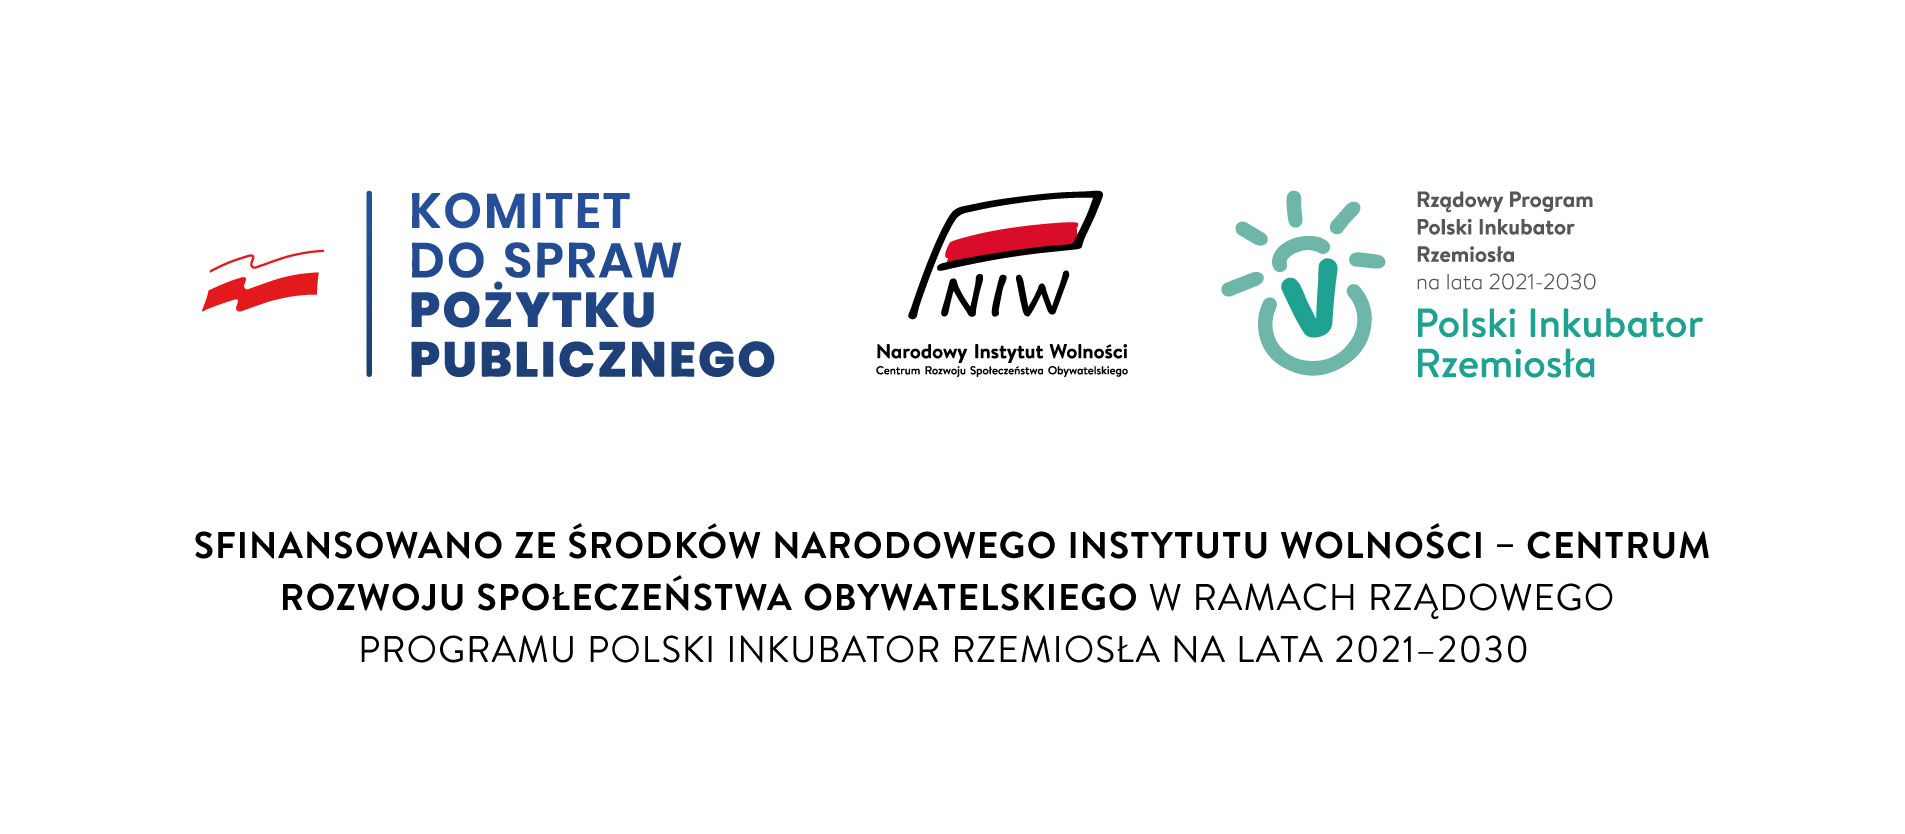 KOMITET
DO SPRAW
POŻYTKU
PUBLICZNEGO
NIW
Narodowy Instytut Wolności
Centrum Rozwoju Społeczeństwa Obywatelskiego
Rządowy Program
Polski Inkubator
Rzemiosła
na lata 2021-2030
Polski Inkubator
Rzemiosła
SFINANSOWANO ZE ŚRODKÓW NARODOWEGO INSTYTUTU WOLNOŚCI – CENTRUM
ROZWOJU SPOŁECZEŃSTWA OBYWATELSKIEGO W RAMACH RZĄDOWEGO
PROGRAMU POLSKI INKUBATOR RZEMIOSŁA NA LATA 2021–2030